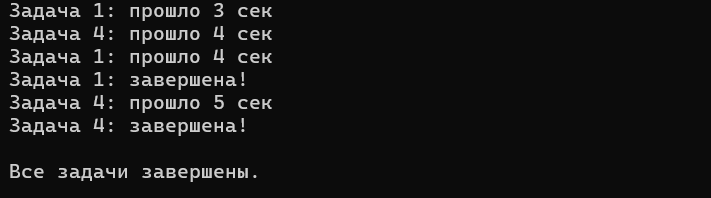 Задача 1: прошло 3 сек
Задача 4: прошло 4 сек
Задача 1: прошло 4 сек
Задача 1: завершена!
Задача 4: прошло 5 сек
Задача 4: завершена!
Все задачи завершены.